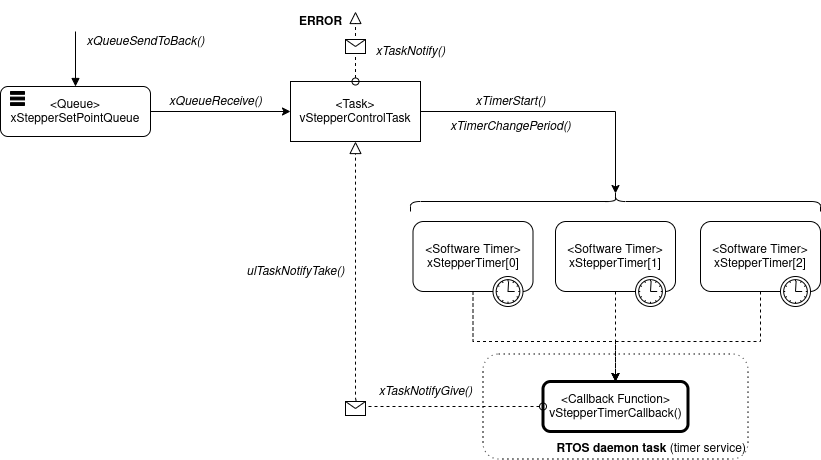 ERROR
xQueueSendToBack()
xTaskNotify()
<Queue>
xStepperSetPointQueue
xQueueReceive()
<Task>
vStepperControlTask
xTimerStart()
xTimerChangePeriod()
<Software Timer>
xStepperTimer[0]
<Software Timer>
xStepperTimer[1]
<Software Timer>
xStepperTimer[2]
ulTaskNotifyTake()
xTaskNotifyGive()
<Callback Function>
vStepperTimerCallback()
RTOS daemon task (timer service)